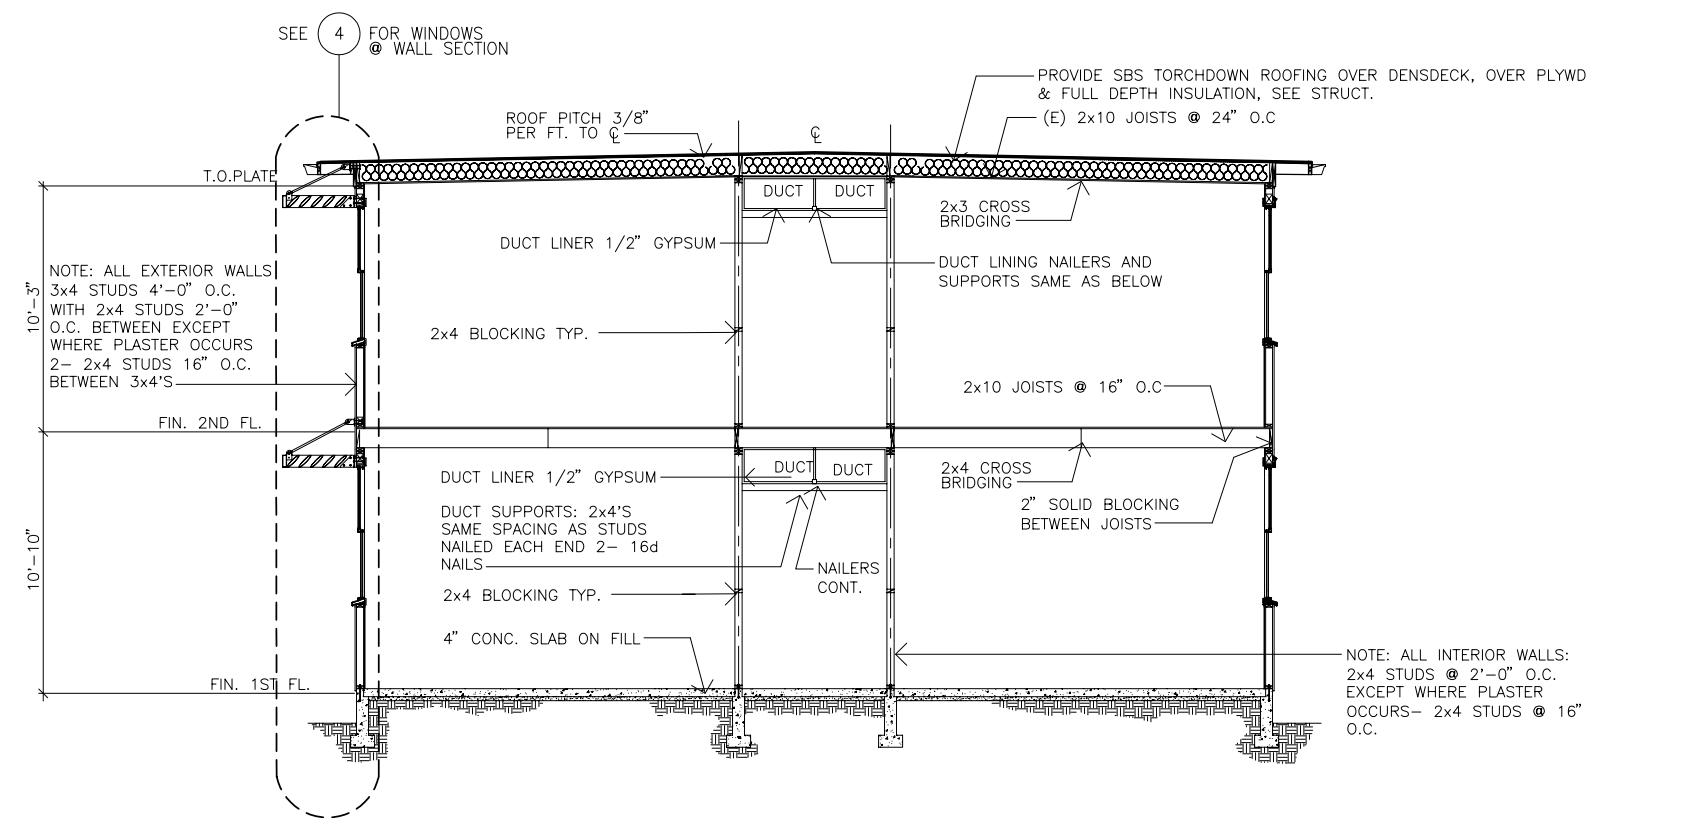 SEE 4 FOR WINDOWS
@ WALL SECTION
PROVIDE SBS TORCHDOWN ROOFING OVER DENSDECK, OVER PLYWD
& FULL DEPTH INSULATION, SEE STRUCT.
(E) 2x10 JOISTS @ 24" O.C
ROOF PITCH 3/8"
PER FT. TO ℄
℄
T.O.PLATE
DUCT
DUCT
2x3 CROSS
BRIDGING
DUCT LINER 1/2" GYPSUM
DUCT LINING NAILERS AND
SUPPORTS SAME AS BELOW
NOTE: ALL EXTERIOR WALLS
3x4 STUDS 4'-0" O.C.
WITH 2x4 STUDS 2'-0"
O.C. BETWEEN EXCEPT
WHERE PLASTER OCCURS
2- 2x4 STUDS 16" O.C.
BETWEEN 3x4'S
10'-3"
2x4 BLOCKING TYP.
2x10 JOISTS @ 16" O.C
FIN. 2ND FL.
DUCT
DUCT
DUCT LINER 1/2" GYPSUM
2x4 CROSS
BRIDGING
2" SOLID BLOCKING
BETWEEN JOISTS
DUCT SUPPORTS: 2x4'S
SAME SPACING AS STUDS
NAILED EACH END 2- 16d
NAILS
NAILERS
CONT.
10'-10"
2x4 BLOCKING TYP.
4" CONC. SLAB ON FILL
FIN. 1ST FL.
NOTE: ALL INTERIOR WALLS:
2x4 STUDS @ 2'-0" O.C.
EXCEPT WHERE PLASTER
OCCURS- 2x4 STUDS @ 16"
O.C.